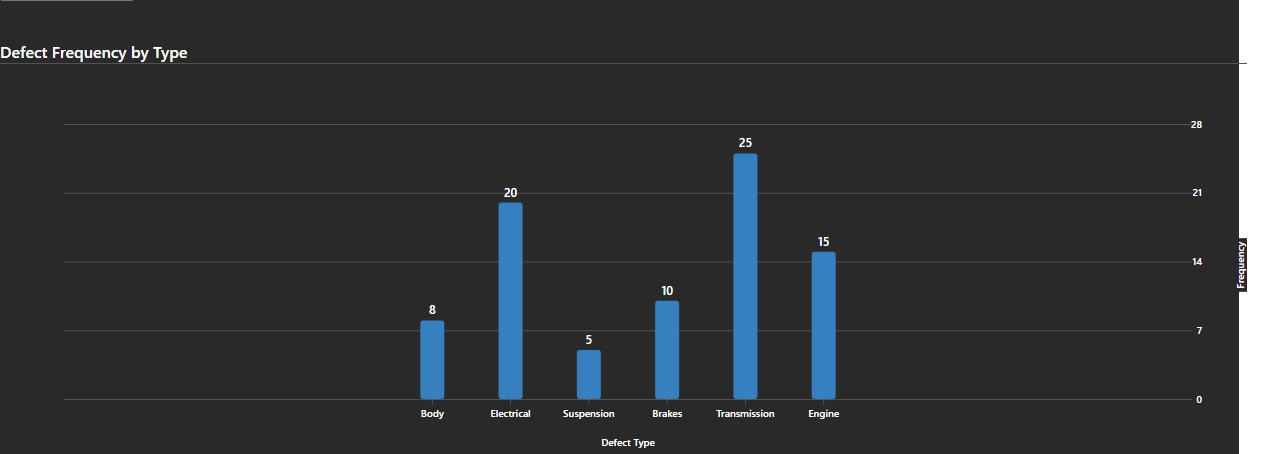 Defect Frequency by Type
28
25
21
20
15
14
10
8
7
5
0
Frequency
Body Electrical Suspension Brakes Transmission Engine
Defect Type